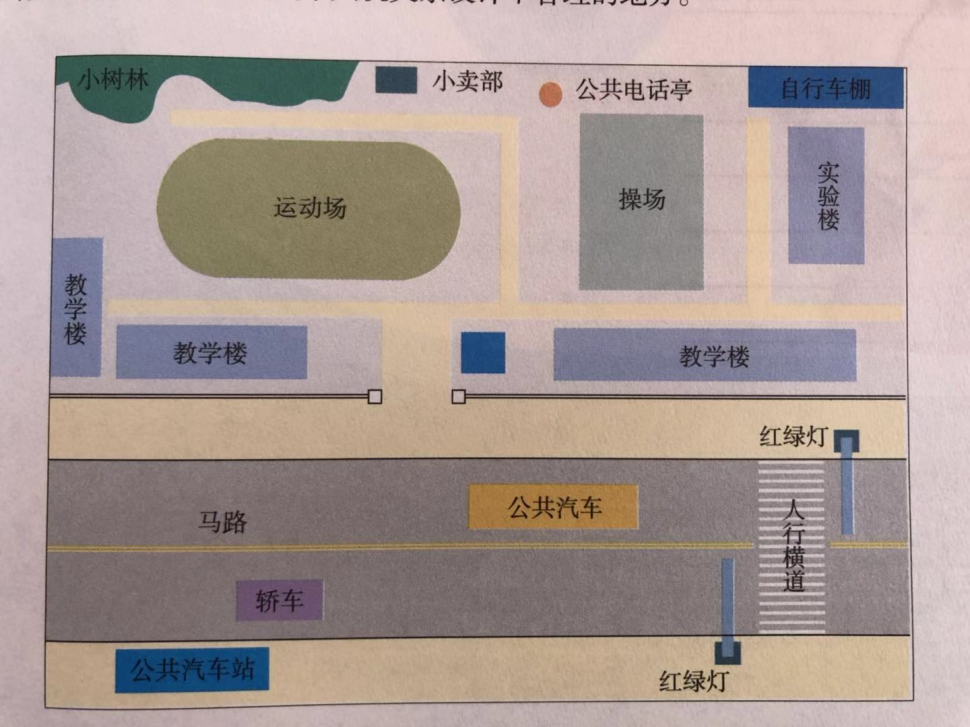 小树林
小卖部
公共电话亭
自行车棚
运动场
操场
实验楼
教学楼
教学楼
教学楼
红绿灯
公共汽车
马路
人行横道
轿车
公共汽车站
红绿灯